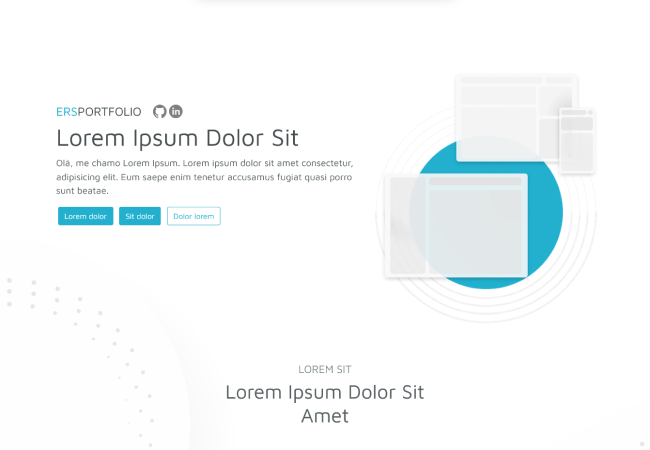 ERSPORTFOLIO
Lorem Ipsum Dolor Sit
Olá, me chamo Lorem Ipsum. Lorem ipsum dolor sit amet consectetur,
adipisicing elit. Eum saepe enim tenetur accusamus fugiat quasi porro
sunt beatae.
Lorem dolor Sit dolor Dolor lorem
LOREM SIT
Lorem Ipsum Dolor Sit
Amet